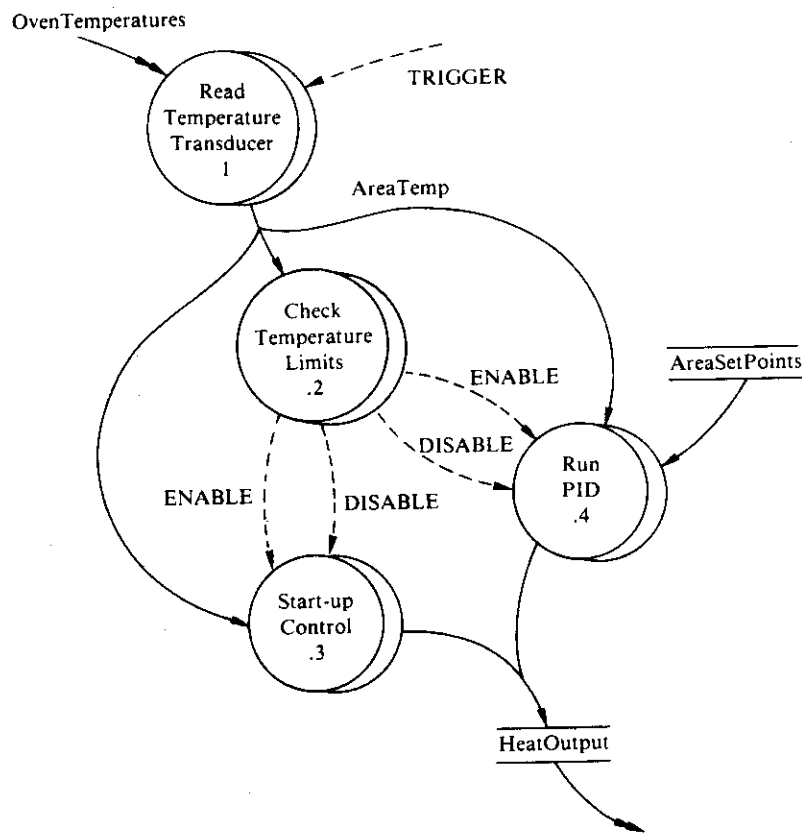 OvenTemperatures
TRIGGER
Read
Temperature
Transducer
1
AreaTemp
Check
Temperature
Limits
.2
AreaSetPoints
ENABLE
DISABLE
Run
PID
.4
ENABLE
DISABLE
Start-up
Control
.3
HeatOutput